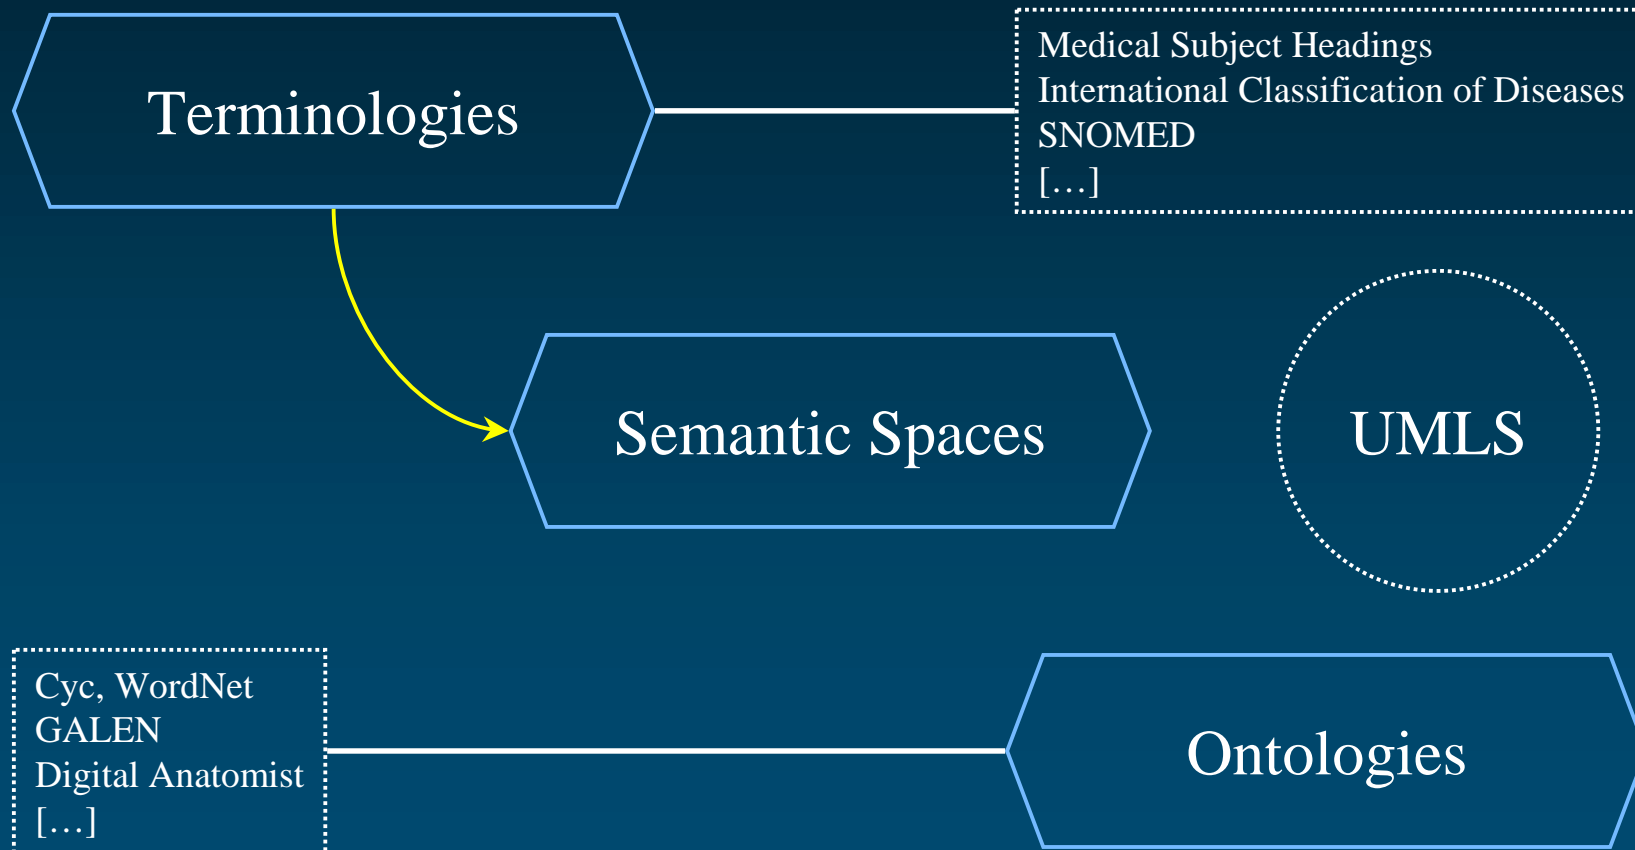 Terminologies
Medical Subject Headings
International Classification of Diseases
SNOMED
[…]
Semantic Spaces
UMLS
Cyc, WordNet
GALEN
Digital Anatomist
[…]
Ontologies